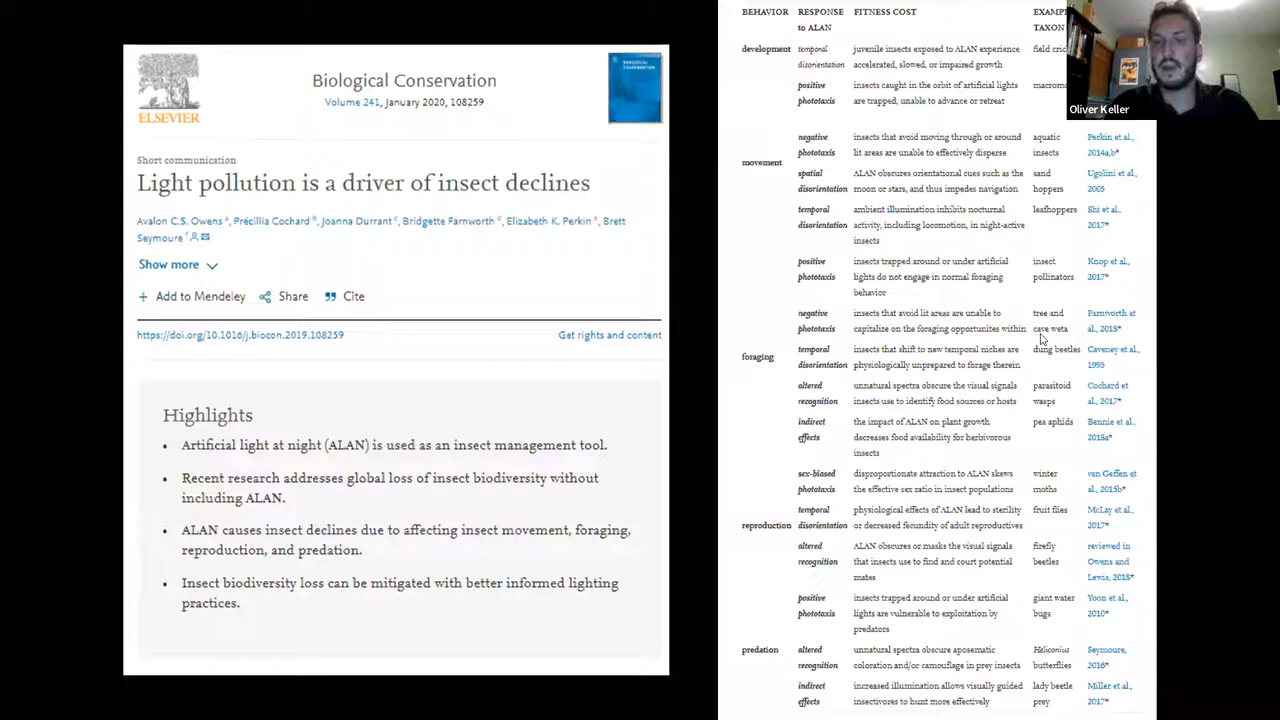 ELSEVIER
Biological Conservation
Volume 241, January 2020, 108259
Short communication
Light pollution is a driver of insect declines
Avalon C.S. Owens a, Précillia Cochard b, Joanna Durrant c, Bridgette Farnworth d, Elizabeth K. Perkin e, Brett
Seymoure f
Show more
Add to Mendeley
Share
Cite
https://doi.org/10.1016/j.biocon.2019.108259
Get rights and content
Highlights
• Artificial light at night (ALAN) is used as an insect management tool.
• Recent research addresses global loss of insect biodiversity without
including ALAN.
• ALAN causes insect declines due to affecting insect movement, foraging,
reproduction, and predation.
• Insect biodiversity loss can be mitigated with better informed lighting
practices.
BEHAVIOR RESPONSE FITNESS COST
to ALAN TAXON
development temporal juvenile insects exposed to ALAN experience
disorientation accelerated, slowed, or impaired growth
positive insects caught in the orbit of artificial lights
phototaxis are trapped, unable to advance or retreat
Oliver Keller
negative insects that avoid moving through or around aquatic Perkin et al.,
phototaxis lit areas are unable to effectively disperse insects 2014a,b*
movement
spatial ALAN obscures orientational cues such as the sand Ugolini et al.,
disorientation moon or stars, and thus impedes navigation hoppers 2005
temporal ambient illumination inhibits nocturnal leafhoppers Shi et al.,
disorientation activity, including locomotion, in night-active 2017*
insects
positive insects trapped around or under artificial insect Knop et al.,
phototaxis lights do not engage in normal foraging pollinators 2017*
behavior
negative insects that avoid lit areas are unable to tree and Farnworth et
phototaxis capitalize on the foraging opportunites within cave weta al., 2018*
temporal insects that shift to new temporal niches are dung beetles Caveney et al.,
foraging
disorientation physiologically unprepared to forage therein 1995
altered unnatural spectra obscure the visual signals parasitoid Cochard et
recognition insects use to identify food sources or hosts wasps al., 2017*
indirect the impact of ALAN on plant growth pea aphids Bennie et al.,
effects decreases food availability for herbivorous 2018a*
insects
sex-biased disproportionate attraction to ALAN skews winter van Geffen et
phototaxis the effective sex ratio in insect populations moths al., 2015b*
temporal physiological effects of ALAN lead to sterility fruit flies McLay et al.,
reproduction disorientation or decreased fecundity of adult reproductives 2017*
altered ALAN obscures or masks the visual signals firefly reviewed in
recognition that insects use to find and court potential beetles Owens and
mates Lewis, 2018*
positive insects trapped around or under artificial giant water Yoon et al.,
phototaxis lights are vulnerable to exploitation by bugs 2010*
predators
predation altered unnatural spectra obscure aposematic Heliconius Seymoure,
recognition coloration and/or camouflage in prey insects butterflies 2016*
indirect increased illumination allows visually guided lady beetle Miller et al.,
effects insectivores to hunt more effectively prey 2017*